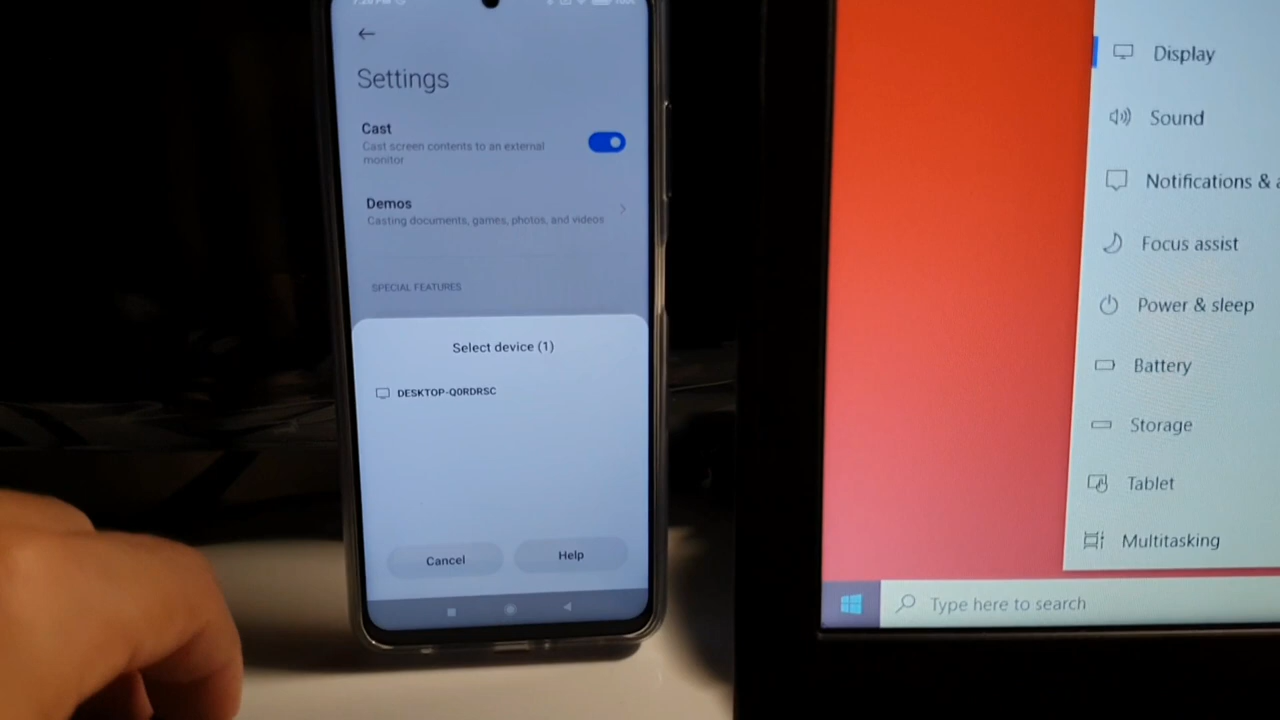 Settings
Cast
Cast screen contents to an external
monitor
Demos
Casting documents, games, photos, and videos
SPECIAL FEATURES
Select device (1)
DESKTOP-Q0RDRSC
Cancel
Help
Display
Sound
Notifications &
Focus assist
Power & sleep
Battery
Storage
Tablet
Multitasking
Type here to search